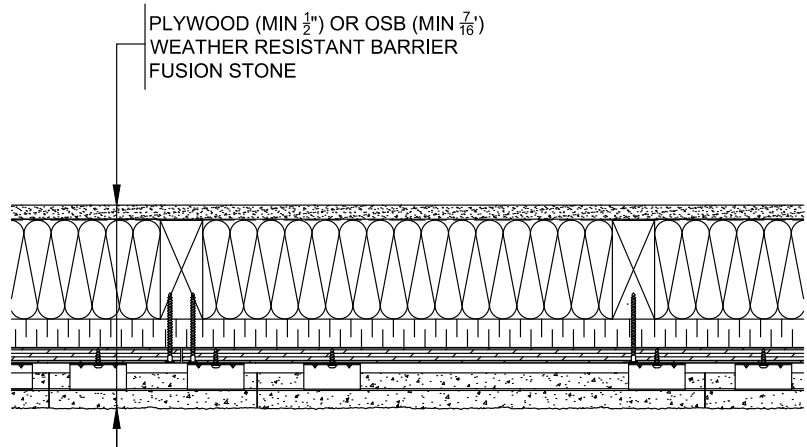 PLYWOOD (MIN 1/2") OR OSB (MIN 7/16')
WEATHER RESISTANT BARRIER
FUSION STONE